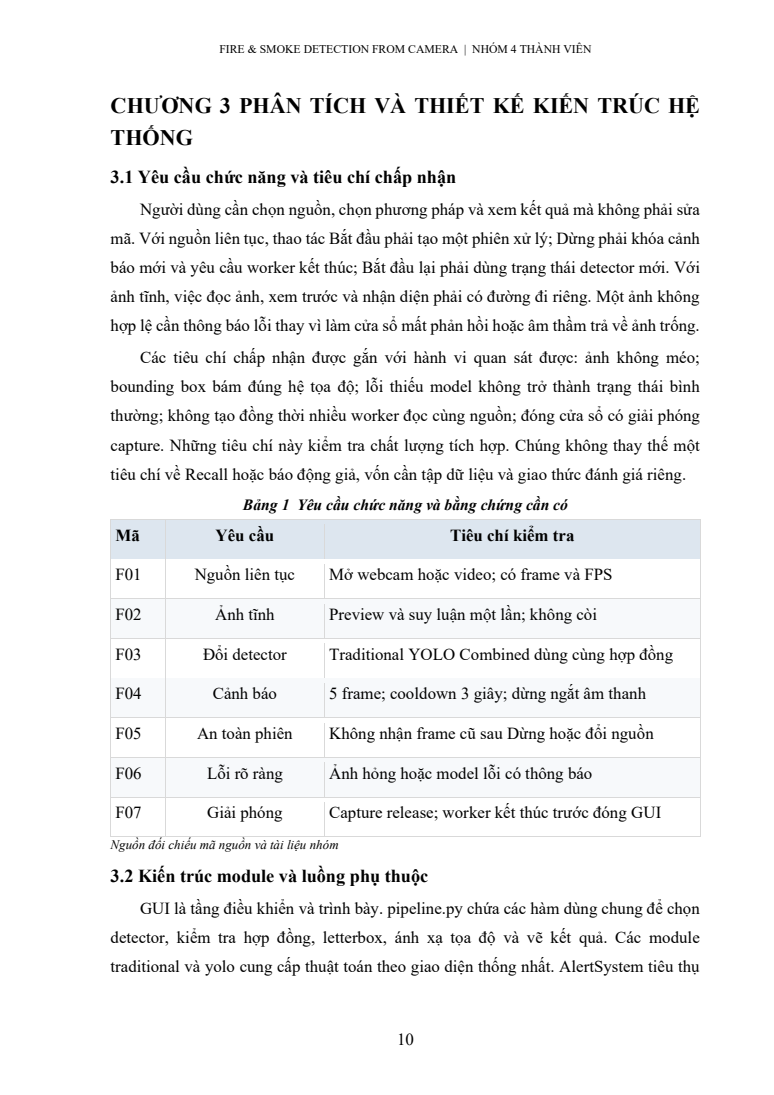 FIRE & SMOKE DETECTION FROM CAMERA | NHÓM 4 THÀNH VIÊN
CHƯƠNG 3 PHÂN TÍCH VÀ THIẾT KẾ KIẾN TRÚC HỆ
THỐNG
3.1 Yêu cầu chức năng và tiêu chí chấp nhận
Người dùng cần chọn nguồn, chọn phương pháp và xem kết quả mà không phải sửa
mã. Với nguồn liên tục, thao tác Bắt đầu phải tạo một phiên xử lý; Dừng phải khóa cảnh
báo mới và yêu cầu worker kết thúc; Bắt đầu lại phải dùng trạng thái detector mới. Với
ảnh tĩnh, việc đọc ảnh, xem trước và nhận diện phải có đường đi riêng. Một ảnh không
hợp lệ cần thông báo lỗi thay vì làm cửa sổ mất phản hồi hoặc âm thầm trả về ảnh trống.
Các tiêu chí chấp nhận được gắn với hành vi quan sát được: ảnh không méo;
bounding box bám đúng hệ tọa độ; lỗi thiếu model không trở thành trạng thái bình
thường; không tạo đồng thời nhiều worker đọc cùng nguồn; đóng cửa sổ có giải phóng
capture. Những tiêu chí này kiểm tra chất lượng tích hợp. Chúng không thay thế một
tiêu chí về Recall hoặc báo động giả, vốn cần tập dữ liệu và giao thức đánh giá riêng.
Bảng 1 Yêu cầu chức năng và bằng chứng cần có
Mã Yêu cầu Tiêu chí kiểm tra
F01 Nguồn liên tục Mở webcam hoặc video; có frame và FPS
F02 Ảnh tĩnh Preview và suy luận một lần; không còi
F03 Đổi detector Traditional YOLO Combined dùng cùng hợp đồng
F04 Cảnh báo 5 frame; cooldown 3 giây; dừng ngắt âm thanh
F05 An toàn phiên Không nhận frame cũ sau Dừng hoặc đổi nguồn
F06 Lỗi rõ ràng Ảnh hỏng hoặc model lỗi có thông báo
F07 Giải phóng Capture release; worker kết thúc trước đóng GUI
Nguồn đối chiếu mã nguồn và tài liệu nhóm
3.2 Kiến trúc module và luồng phụ thuộc
GUI là tầng điều khiển và trình bày. pipeline.py chứa các hàm dùng chung để chọn
detector, kiểm tra hợp đồng, letterbox, ánh xạ tọa độ và vẽ kết quả. Các module
traditional và yolo cung cấp thuật toán theo giao diện thống nhất. AlertSystem tiêu thụ
10